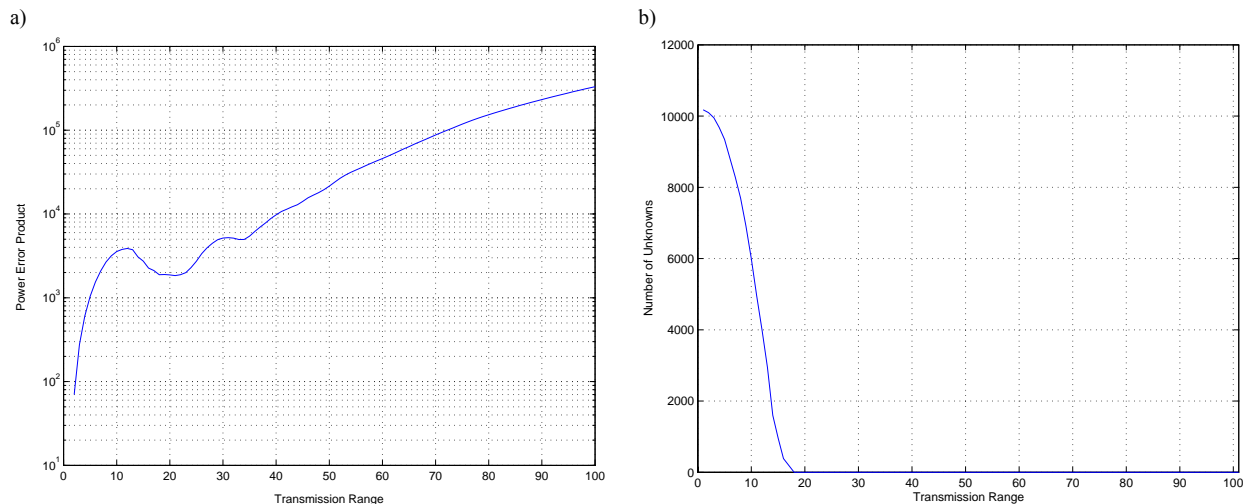 a)
10^6
10^5
10^4
10^3
10^2
10^1
Power Error Product
0 10 20 30 40 50 60 70 80 90 100
Transmission Range
b)
12000
10000
8000
6000
4000
2000
0
Number of Unknowns
0 10 20 30 40 50 60 70 80 90 100
Transmission Range